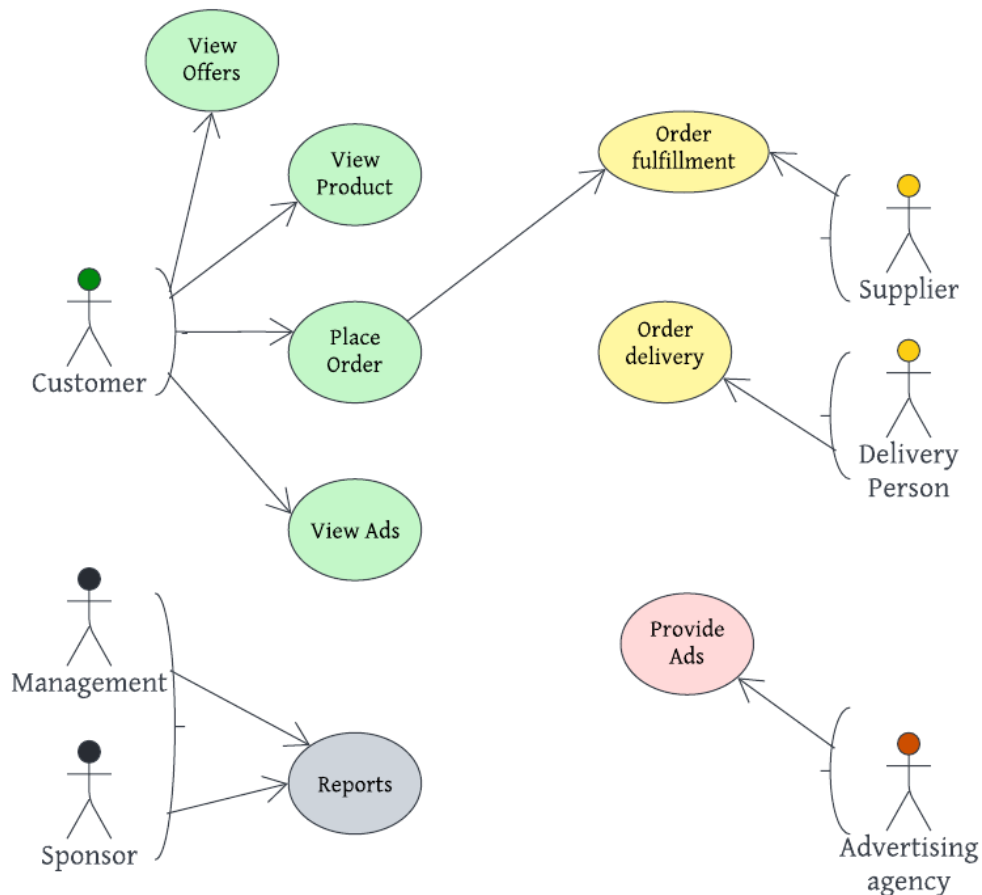 View
Offers
View
Product
Order
fulfillment
Supplier
Customer
Place
Order
Order
delivery
Delivery
Person
View Ads
Management
Provide
Ads
Sponsor
Reports
Advertising
agency